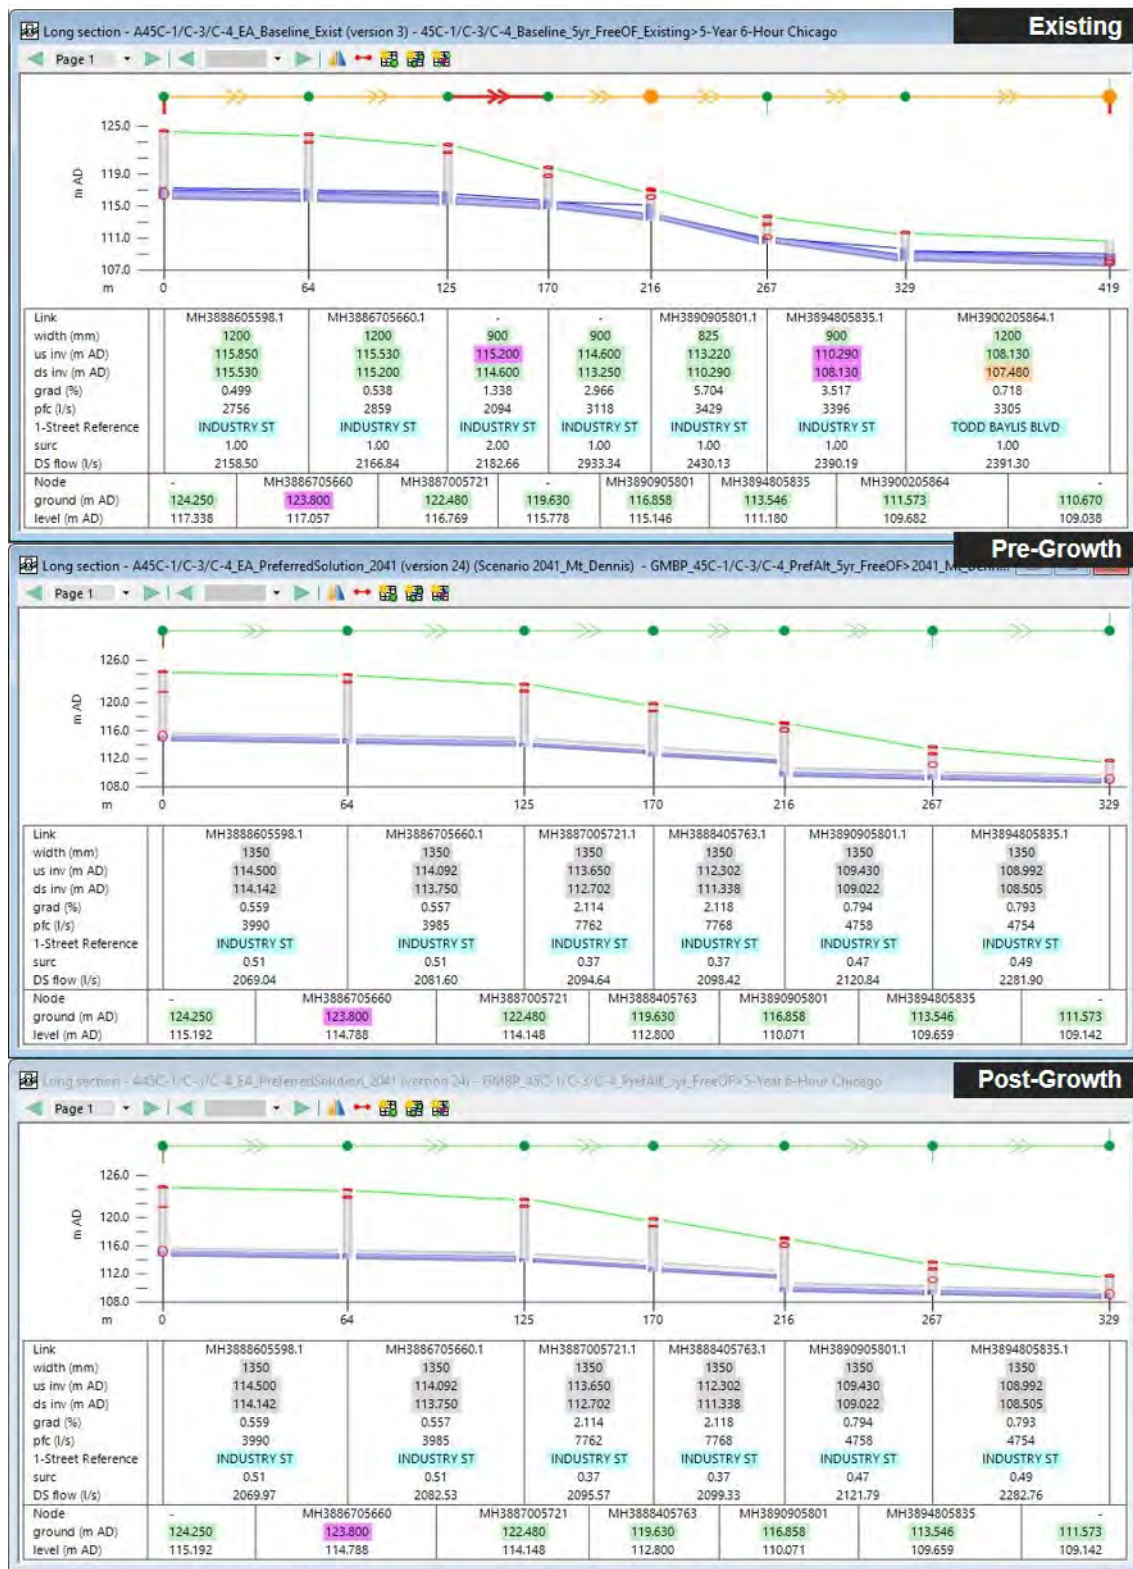 Existing
Long section - A45C-1/C-3/C-4_EA_Baseline_Exist (version 3) - 45C-1/C-3/C-4_Baseline_5yr_FreeOF_Existing>5-Year 6-Hour Chicago
Page 1
125.0
119.0
115.0
111.0
107.0
m AD
m 0 64 125 170 216 267 329 419
Link MH3888605598.1 MH3886705660.1 - - MH3890905801.1 MH3894805835.1 MH3900205864.1
width (mm) 1200 1200 900 900 825 900 1200
us inv (m AD) 115.850 115.530 115.200 114.600 113.220 110.290 108.130
ds inv (m AD) 115.530 115.200 114.600 113.250 110.290 108.130 107.480
grad (%) 0.499 0.538 1.338 2.966 5.704 3.517 0.718
pfc (l/s) 2756 2859 2094 3118 3429 3396 3305
1-Street Reference INDUSTRY ST INDUSTRY ST INDUSTRY ST INDUSTRY ST INDUSTRY ST INDUSTRY ST TODD BAYLIS BLVD
surc 1.00 1.00 2.00 1.00 1.00 1.00 1.00
DS flow (l/s) 2158.50 2166.84 2182.66 2933.34 2430.13 2390.19 2391.30
Node - MH3886705660 MH3887005721 - MH3890905801 MH3894805835 MH3900205864 -
ground (m AD) 124.250 123.800 122.480 119.630 116.858 113.546 111.573 110.670
level (m AD) 117.338 117.057 116.769 115.778 115.146 111.180 109.682 109.038
Pre-Growth
Long section - A45C-1/C-3/C-4_EA_PreferredSolution_2041 (version 24) (Scenario 2041_Mt_Dennis) - GMBP_45C-1/C-3/C-4_PrefAlt_5yr_FreeOF>2041_Mt_Denn...
Page 1
126.0
120.0
116.0
112.0
108.0
m AD
m 0 64 125 170 216 267 329
Link MH3888605598.1 MH3886705660.1 MH3887005721.1 MH3888405763.1 MH3890905801.1 MH3894805835.1
width (mm) 1350 1350 1350 1350 1350 1350
us inv (m AD) 114.500 114.092 113.650 112.302 109.430 108.992
ds inv (m AD) 114.142 113.750 112.702 111.338 109.022 108.505
grad (%) 0.559 0.557 2.114 2.118 0.794 0.793
pfc (l/s) 3990 3985 7762 7768 4758 4754
1-Street Reference INDUSTRY ST INDUSTRY ST INDUSTRY ST INDUSTRY ST INDUSTRY ST INDUSTRY ST
surc 0.51 0.51 0.37 0.37 0.47 0.49
DS flow (l/s) 2069.04 2081.60 2094.64 2098.42 2120.84 2281.90
Node - MH3886705660 MH3887005721 MH3888405763 MH3890905801 MH3894805835 -
ground (m AD) 124.250 123.800 122.480 119.630 116.858 113.546 111.573
level (m AD) 115.192 114.788 114.148 112.800 110.071 109.659 109.142
Post-Growth
Long section - A45C-1/C-3/C-4_EA_PreferredSolution_2041 (version 24) - GMBP_45C-1/C-3/C-4_PrefAlt_5yr_FreeOF>5-Year 6-Hour Chicago
Page 1
126.0
120.0
116.0
112.0
108.0
m AD
m 0 64 125 170 216 267 329
Link MH3888605598.1 MH3886705660.1 MH3887005721.1 MH3888405763.1 MH3890905801.1 MH3894805835.1
width (mm) 1350 1350 1350 1350 1350 1350
us inv (m AD) 114.500 114.092 113.650 112.302 109.430 108.992
ds inv (m AD) 114.142 113.750 112.702 111.338 109.022 108.505
grad (%) 0.559 0.557 2.114 2.118 0.794 0.793
pfc (l/s) 3990 3985 7762 7768 4758 4754
1-Street Reference INDUSTRY ST INDUSTRY ST INDUSTRY ST INDUSTRY ST INDUSTRY ST INDUSTRY ST
surc 0.51 0.51 0.37 0.37 0.47 0.49
DS flow (l/s) 2069.97 2082.53 2095.57 2099.33 2121.79 2282.76
Node - MH3886705660 MH3887005721 MH3888405763 MH3890905801 MH3894805835 -
ground (m AD) 124.250 123.800 122.480 119.630 116.858 113.546 111.573
level (m AD) 115.192 114.788 114.148 112.800 110.071 109.659 109.142